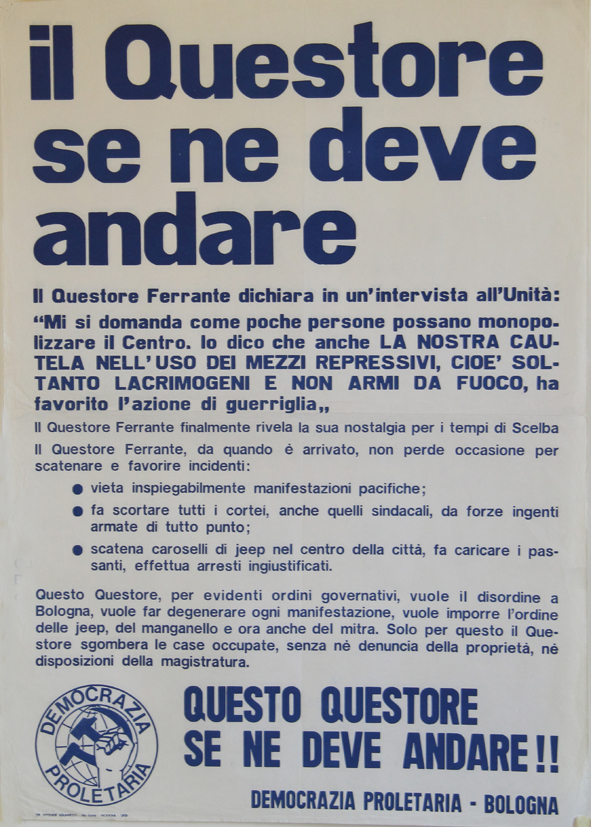 il Questore
se ne deve
andare
Il Questore Ferrante dichiara in un'intervista all'Unità:
“Mi si domanda come poche persone possano monopo-
lizzare il Centro. Io dico che anche LA NOSTRA CAU-
TELA NELL'USO DEI MEZZI REPRESSIVI, CIOE' SOL-
TANTO LACRIMOGENI E NON ARMI DA FUOCO, ha
favorito l'azione di guerriglia„
Il Questore Ferrante finalmente rivela la sua nostalgia per i tempi di Scelba
Il Questore Ferrante, da quando é arrivato, non perde occasione per
scatenare e favorire incidenti:
● vieta inspiegabilmente manifestazioni pacifiche;
● fa scortare tutti i cortei, anche quelli sindacali, da forze ingenti
armate di tutto punto;
● scatena caroselli di jeep nel centro della città, fa caricare i pas-
santi, effettua arresti ingiustificati.
Questo Questore, per evidenti ordini governativi, vuole il disordine a
Bologna, vuole far degenerare ogni manifestazione, vuole imporre l'ordine
delle jeep, del manganello e ora anche del mitra. Solo per questo il Que-
store sgombera le case occupate, senza né denuncia della proprietá, né
disposizioni della magistratura.
DEMOCRAZIA
PROLETARIA
QUESTO QUESTORE
SE NE DEVE ANDARE!!
DEMOCRAZIA PROLETARIA - BOLOGNA